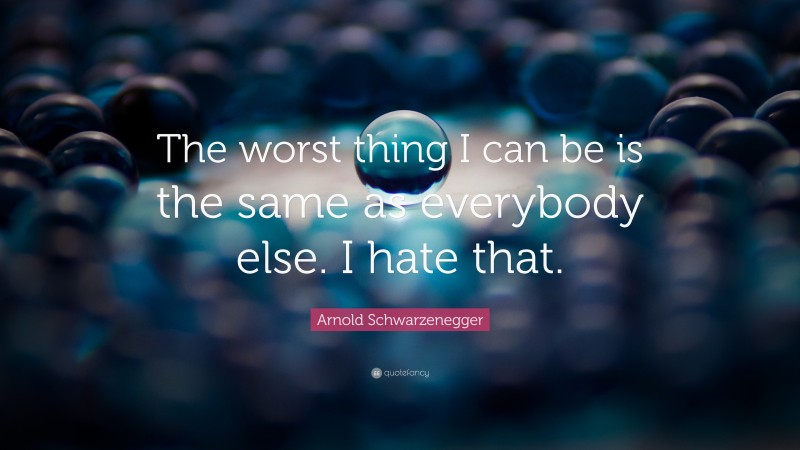 The worst thing I can be is
the same as everybody
else. I hate that.
Arnold Schwarzenegger
quotefancy